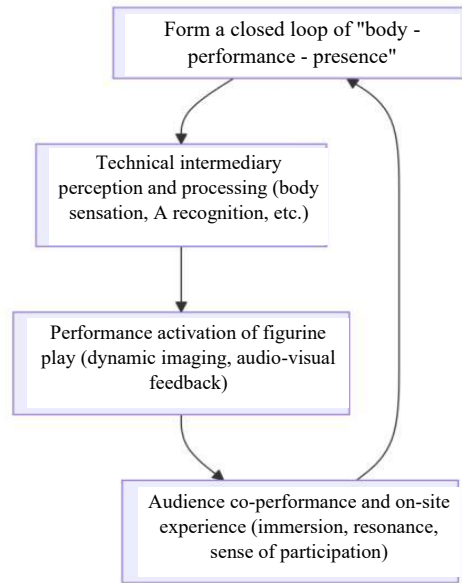 Form a closed loop of "body -
performance - presence"
Technical intermediary
perception and processing (body
sensation, A recognition, etc.)
Performance activation of figurine
play (dynamic imaging, audio-visual
feedback)
Audience co-performance and on-site
experience (immersion, resonance,
sense of participation)